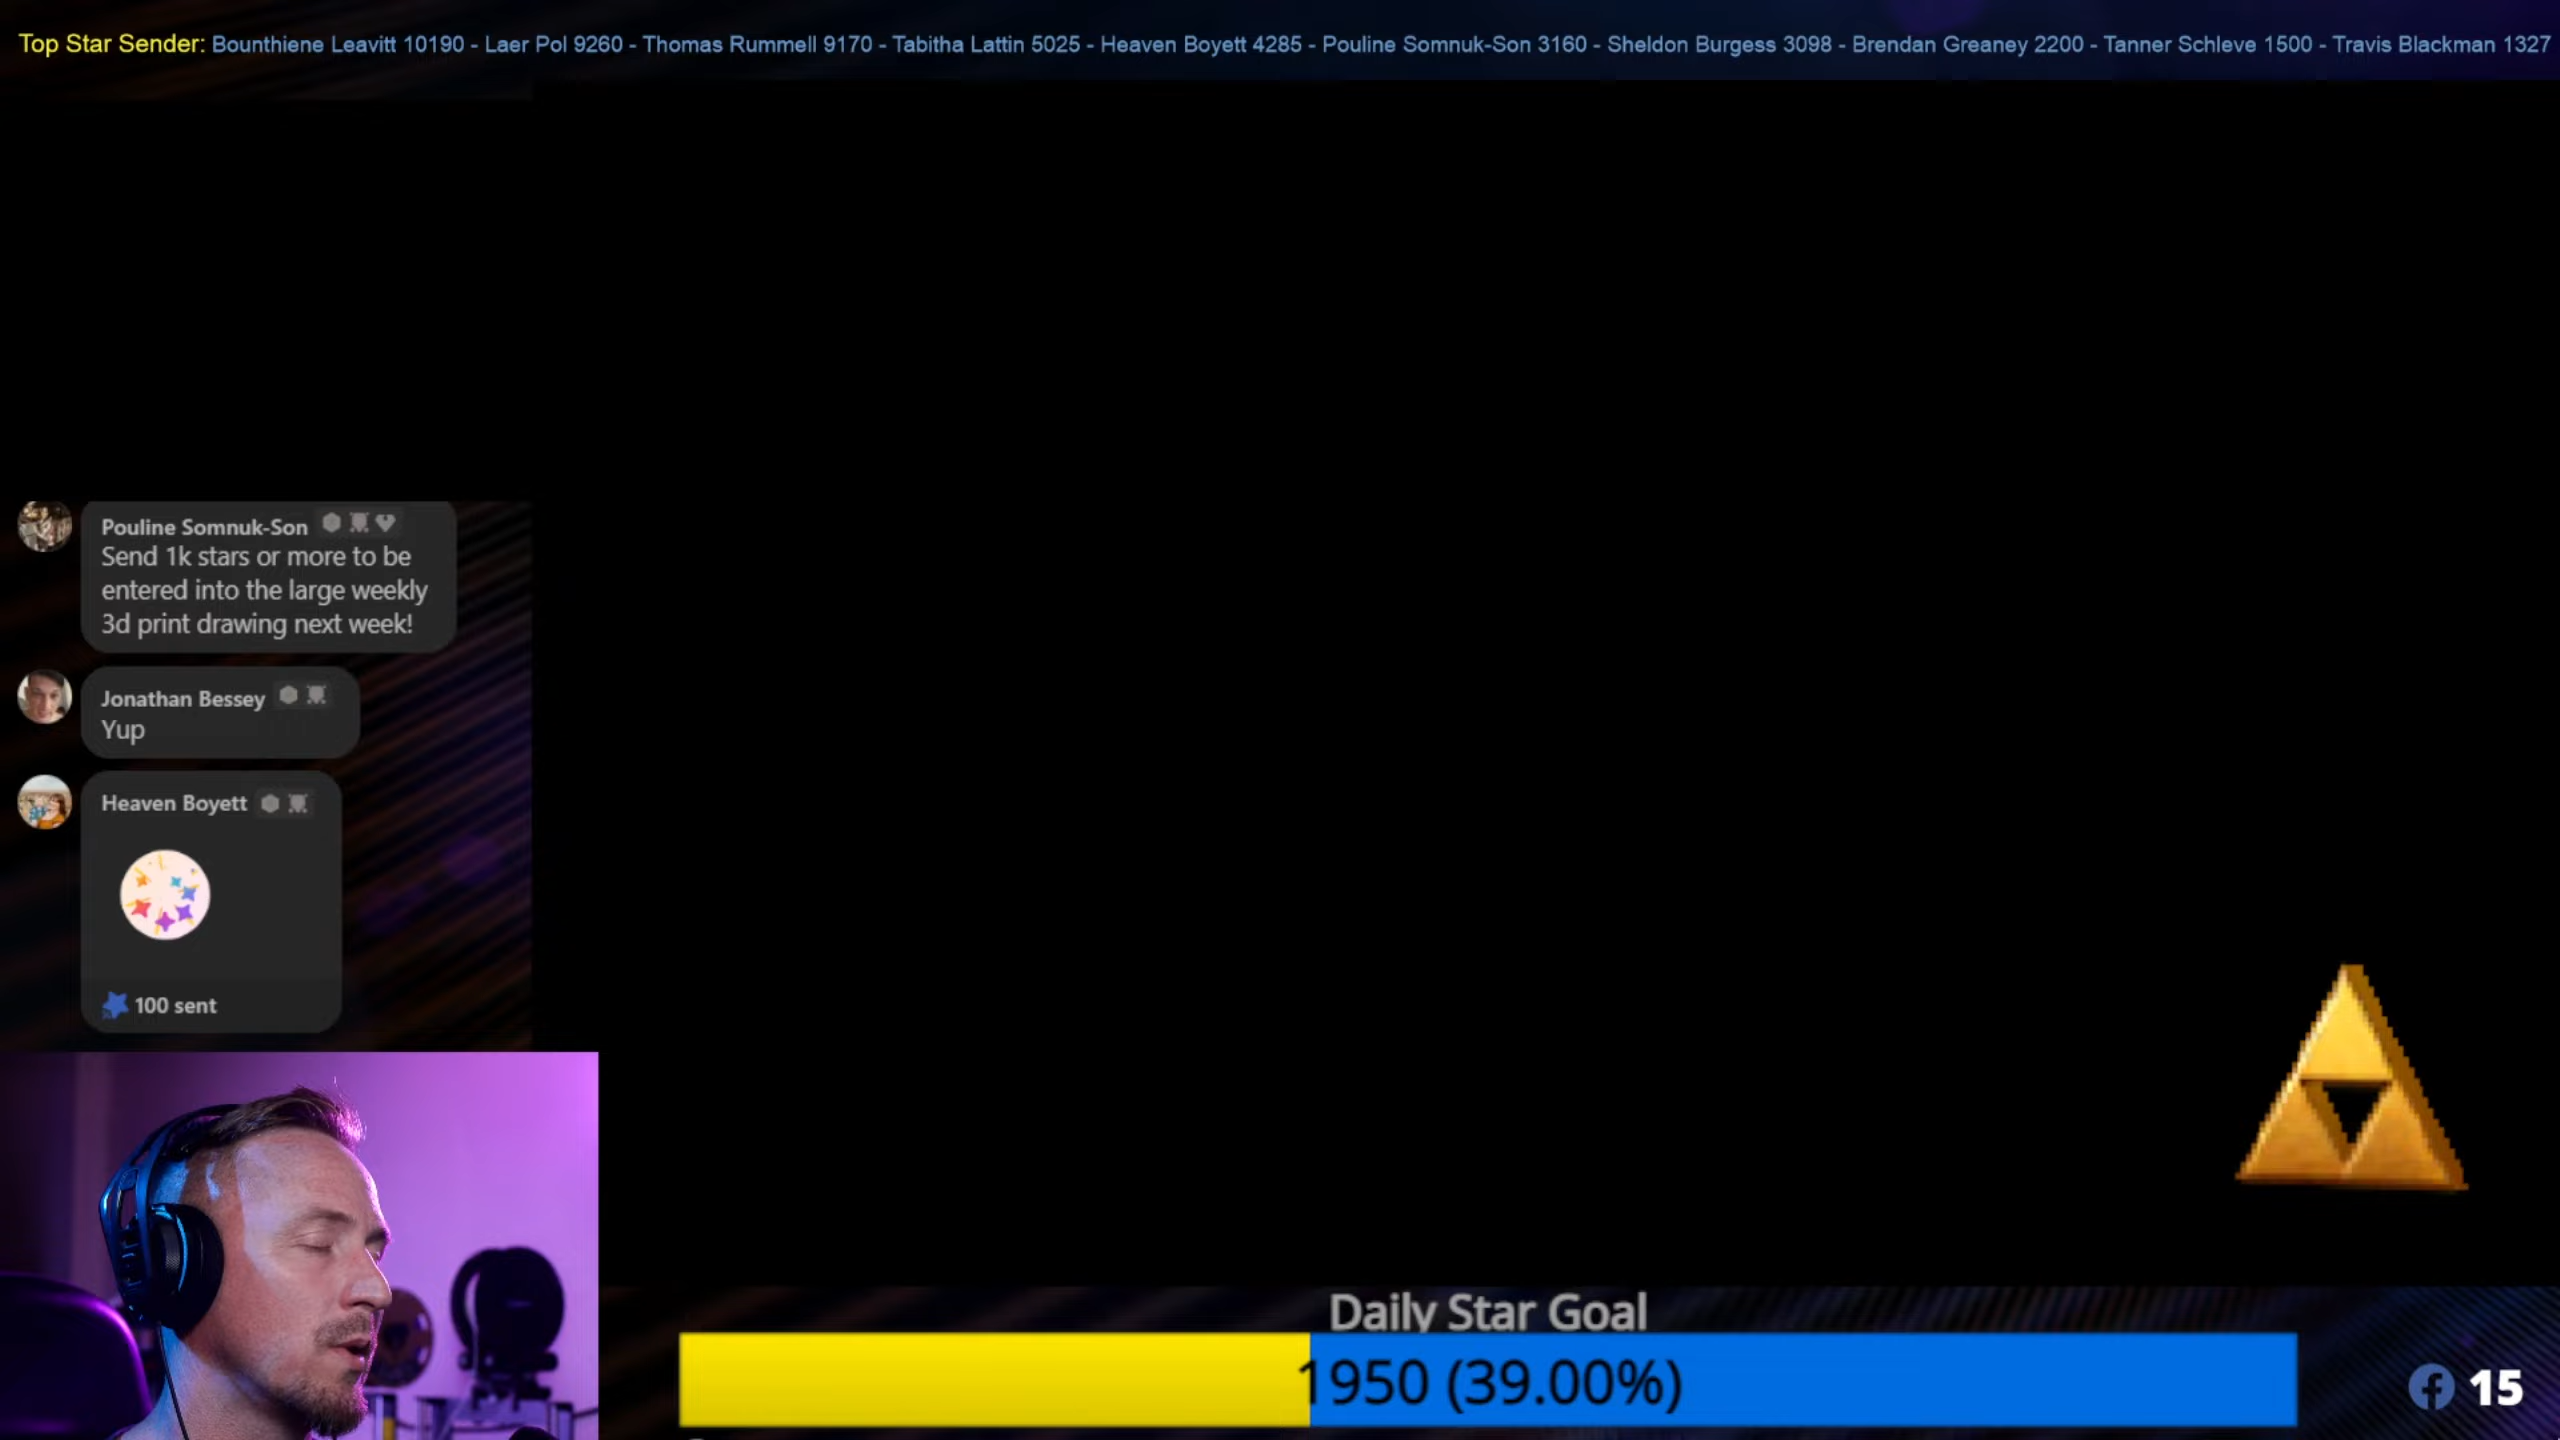 Top Star Sender: Bounthiene Leavitt 10190 - Laer Pol 9260 - Thomas Rummell 9170 - Tabitha Lattin 5025 - Heaven Boyett 4285 - Pouline Somnuk-Son 3160 - Sheldon Burgess 3098 - Brendan Greaney 2200 - Tanner Schleve 1500 - Travis Blackman 1327
Pouline Somnuk-Son
Send 1k stars or more to be
entered into the large weekly
3d print drawing next week!
Jonathan Bessey
Yup
Heaven Boyett
100 sent
Daily Star Goal
1950 (39.00%)
15